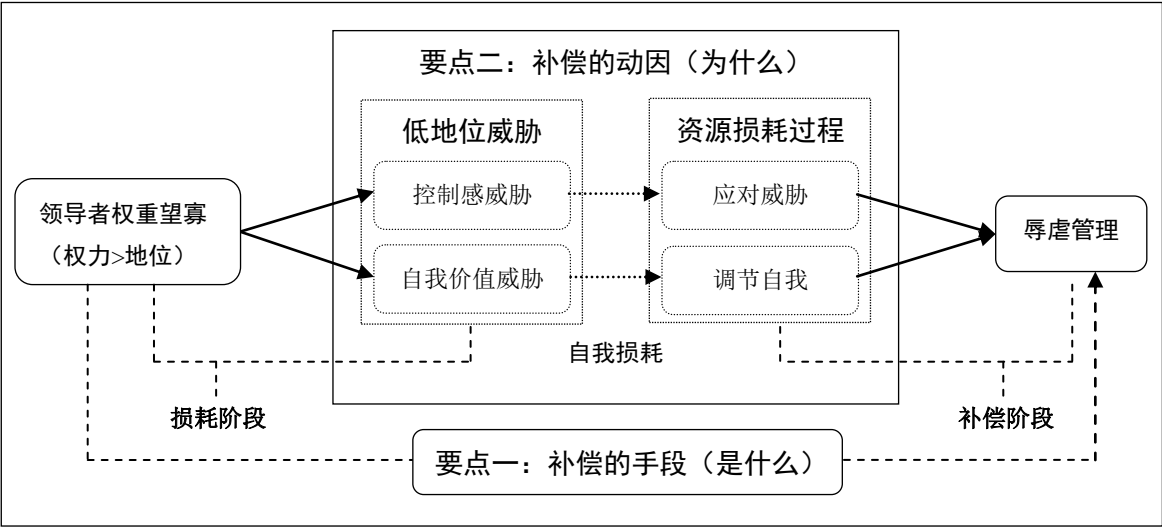 要点二：补偿的动因（为什么）
低地位威胁
资源损耗过程
控制感威胁
应对威胁
领导者权重望寡
（权力>地位）
辱虐管理
自我价值威胁
调节自我
自我损耗
损耗阶段
补偿阶段
要点一：补偿的手段（是什么）